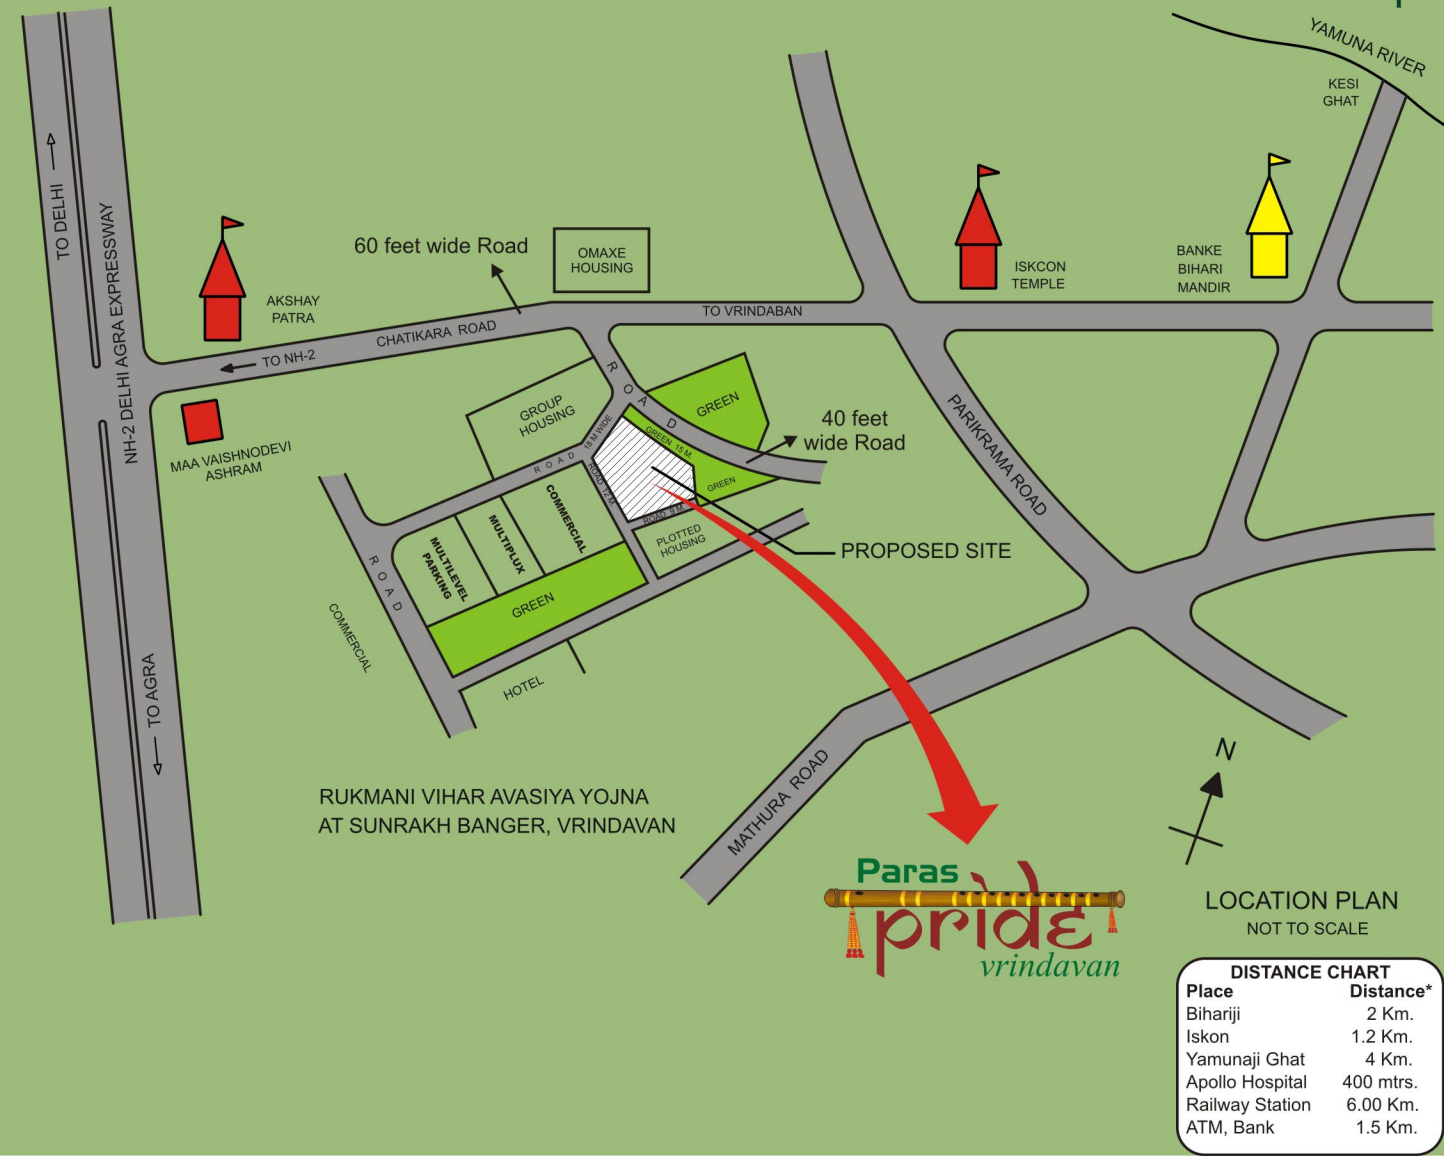 YAMUNA RIVER
KESI
GHAT
TO DELHI
NH-2 DELHI AGRA EXPRESSWAY
TO AGRA
AKSHAY
PATRA
60 feet wide Road
OMAXE
HOUSING
ISKCON
TEMPLE
BANKE
BIHARI
MANDIR
TO VRINDABAN
CHATIKARA ROAD
TO NH-2
MAA VAISHNODEVI
ASHRAM
GROUP
HOUSING
ROAD
GREEN
40 feet
wide Road
PARIKRAMA ROAD
18 M WIDE
ROAD
GREEN 15 M.
GREEN
ROAD 12 M.
ROAD 9 M.
PLOTTED
HOUSING
PROPOSED SITE
COMMERCIAL
MULTIPLUX
MULTILEVEL
PARKING
GREEN
ROAD
COMMERCIAL
HOTEL
MATHURA ROAD
RUKMANI VIHAR AVASIYA YOJNA
AT SUNRAKH BANGER, VRINDAVAN
N
Paras
pride
vrindavan
LOCATION PLAN
NOT TO SCALE
DISTANCE CHART
Place Distance*
Bihariji 2 Km.
Iskon 1.2 Km.
Yamunaji Ghat 4 Km.
Apollo Hospital 400 mtrs.
Railway Station 6.00 Km.
ATM, Bank 1.5 Km.